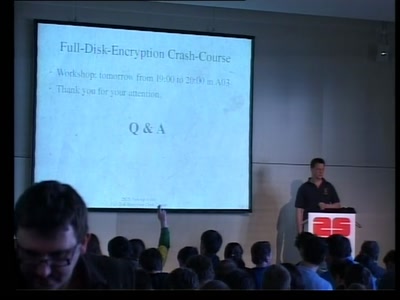 Full-Disk-Encryption Crash-Course
- Workshop: tomorrow from 19:00 to 20:00 in A03
- Thank you for your attention.
Q & A